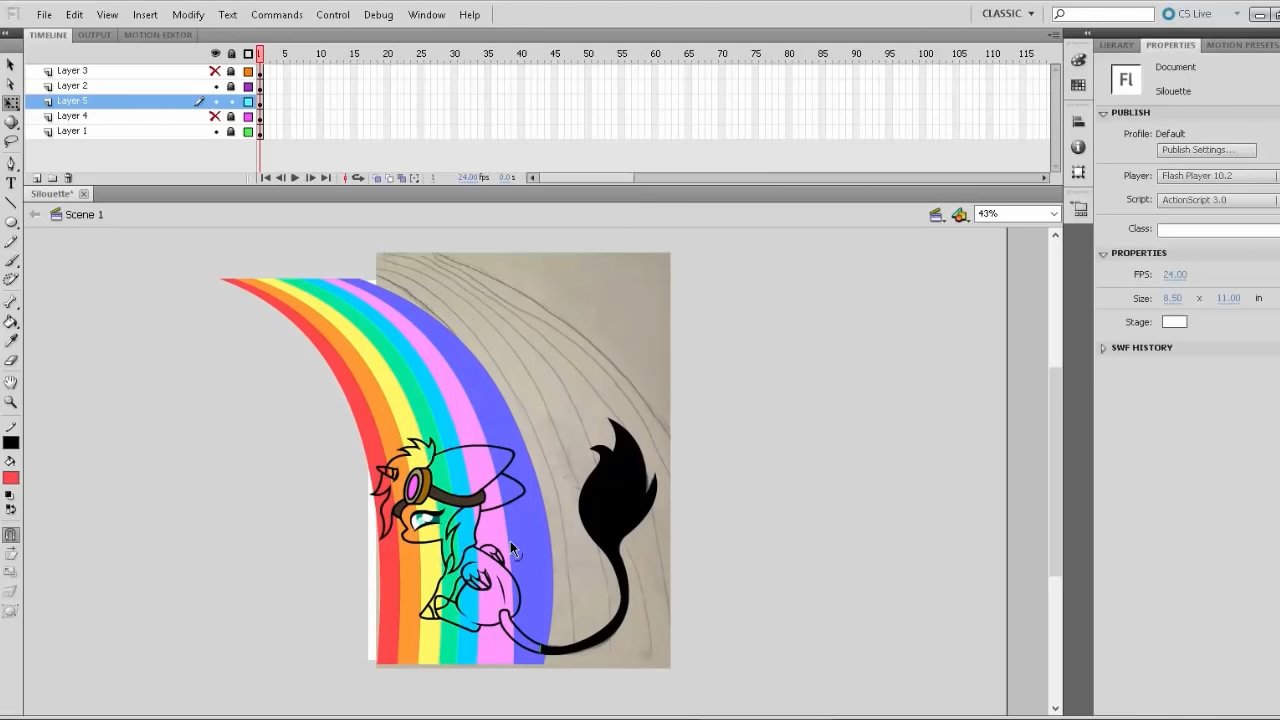 Fl File Edit View Insert Modify Text Commands Control Debug Window Help CLASSIC CS Live
TIMELINE OUTPUT MOTION EDITOR
LIBRARY PROPERTIES MOTION PRESETS
5 10 15 20 25 30 35 40 45 50 55 60 65 70 75 80 85 90 95 100 105 110 115
Layer 3
Layer 2
Layer 5
Layer 4
Layer 1
1 24.00 fps 0.0 s
Silouette*
Scene 1 43%
Fl
Document
Silouette
PUBLISH
Profile: Default
Publish Settings...
Player: Flash Player 10.2
Script: ActionScript 3.0
Class:
PROPERTIES
FPS: 24.00
Size: 8.50 x 11.00 in
Stage:
SWF HISTORY